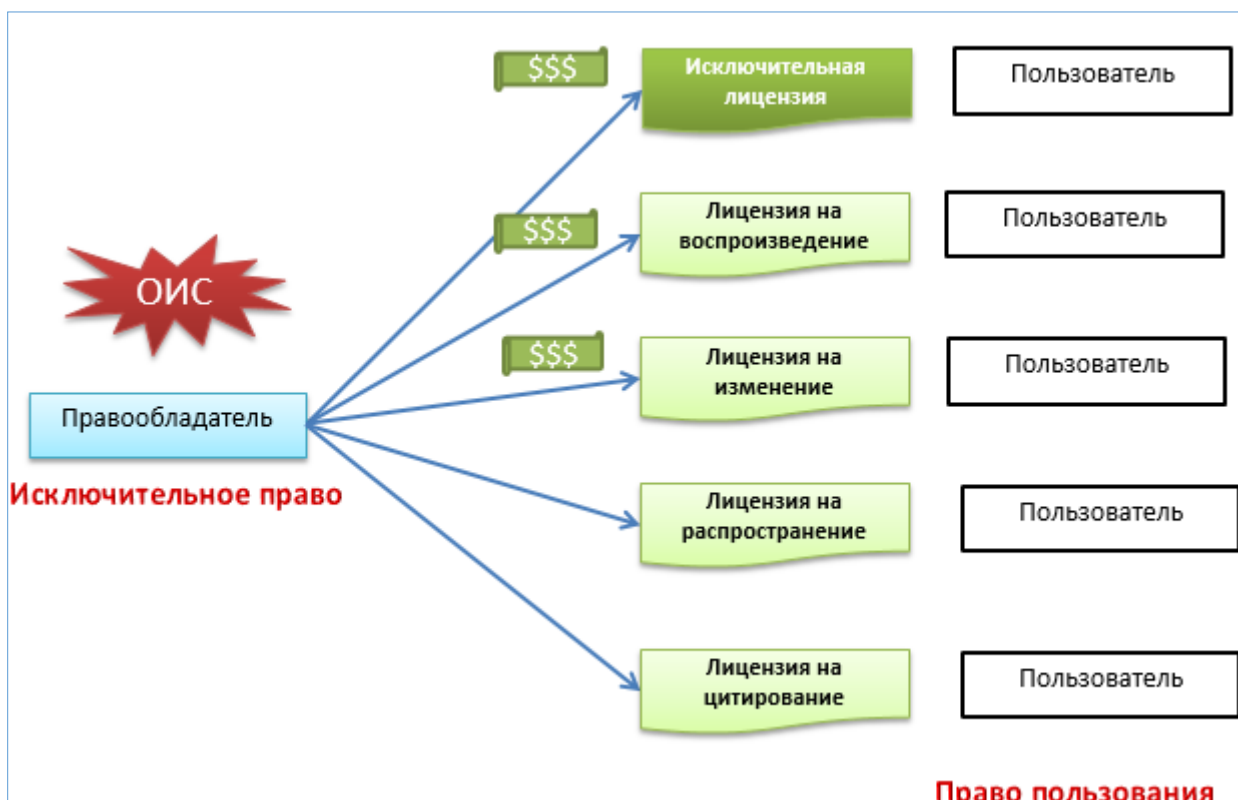 $$$
Исключительная
лицензия
Пользователь
$$$
Лицензия на
воспроизведение
Пользователь
ОИС
$$$
Лицензия на
изменение
Пользователь
Правообладатель
Исключительное право
Лицензия на
распространение
Пользователь
Лицензия на
цитирование
Пользователь
Право пользования